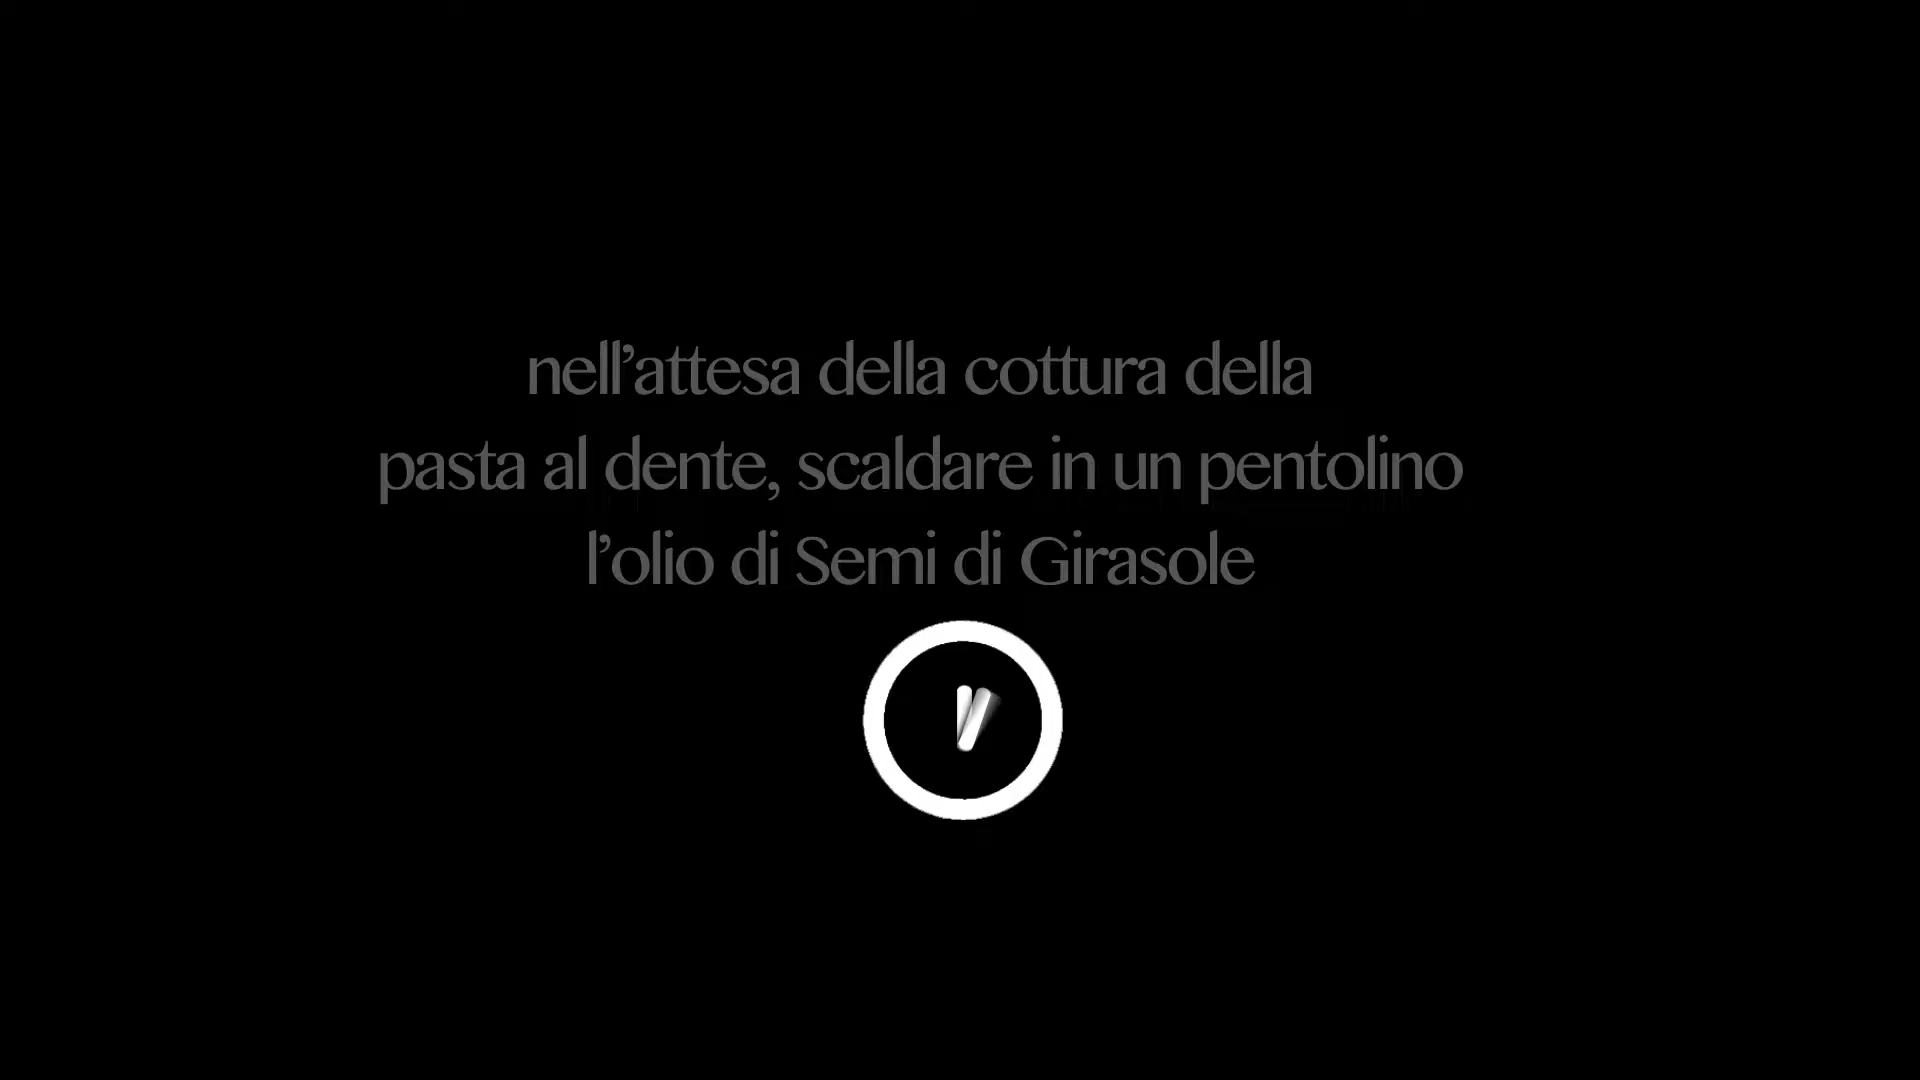 nell’attesa della cottura della
pasta al dente, scaldare in un pentolino
l’olio di Semi di Girasole